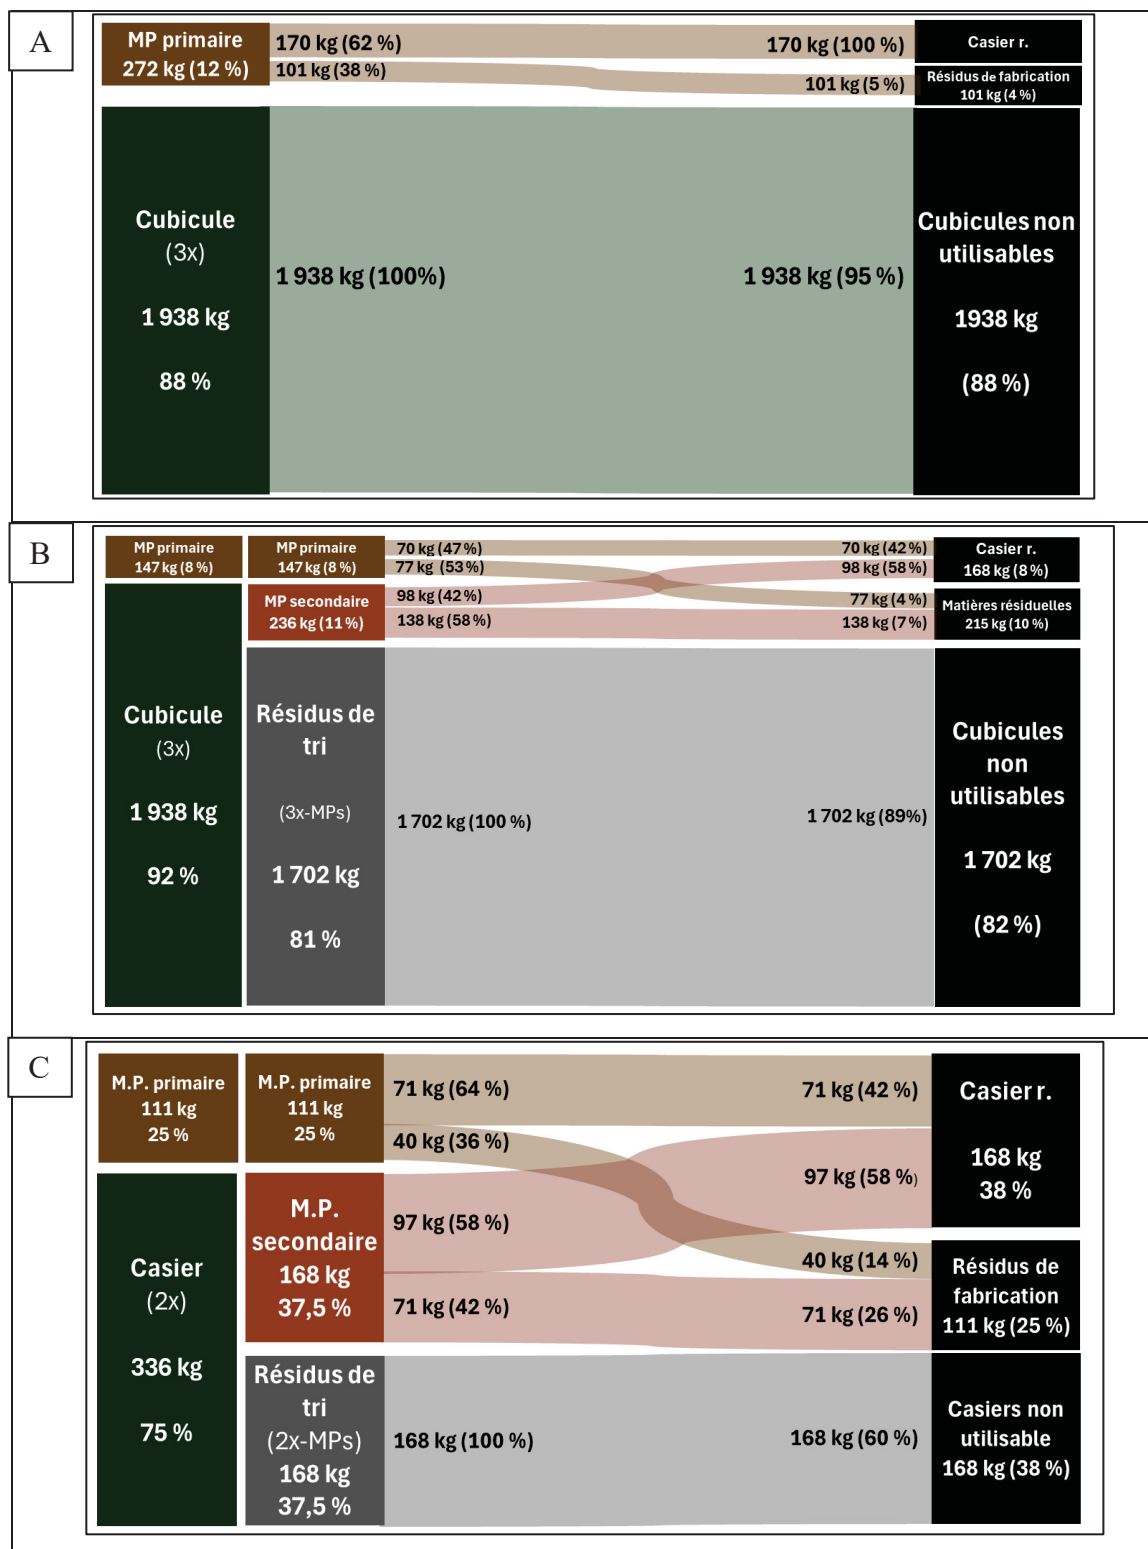 A
MP primaire
272 kg (12 %)
170 kg (62 %)
170 kg (100 %)
Casier r.
101 kg (38 %)
101 kg (5 %)
Résidus de fabrication
101 kg (4 %)
Cubicule
(3x)
1 938 kg
88 %
1 938 kg (100%)
1 938 kg (95 %)
Cubicules non
utilisables
1938 kg
(88 %)
B
MP primaire
147 kg (8 %)
MP primaire
147 kg (8 %)
70 kg (47 %)
77 kg (53 %)
70 kg (42 %)
98 kg (58 %)
Casier r.
168 kg (8 %)
MP secondaire
236 kg (11 %)
98 kg (42 %)
138 kg (58 %)
77 kg (4 %)
138 kg (7 %)
Matières résiduelles
215 kg (10 %)
Cubicule
(3x)
1 938 kg
92 %
Résidus de
tri
(3x-MPs)
1 702 kg
81 %
1 702 kg (100 %)
1 702 kg (89%)
Cubicules
non
utilisables
1 702 kg
(82 %)
C
M.P. primaire
111 kg
25 %
M.P. primaire
111 kg
25 %
71 kg (64 %)
40 kg (36 %)
71 kg (42 %)
97 kg (58 %)
Casier r.
168 kg
38 %
Casier
(2x)
336 kg
75 %
M.P.
secondaire
168 kg
37,5 %
97 kg (58 %)
71 kg (42 %)
40 kg (14 %)
71 kg (26 %)
Résidus de
fabrication
111 kg (25 %)
Résidus de
tri
(2x-MPs)
168 kg
37,5 %
168 kg (100 %)
168 kg (60 %)
Casiers non
utilisable
168 kg (38 %)